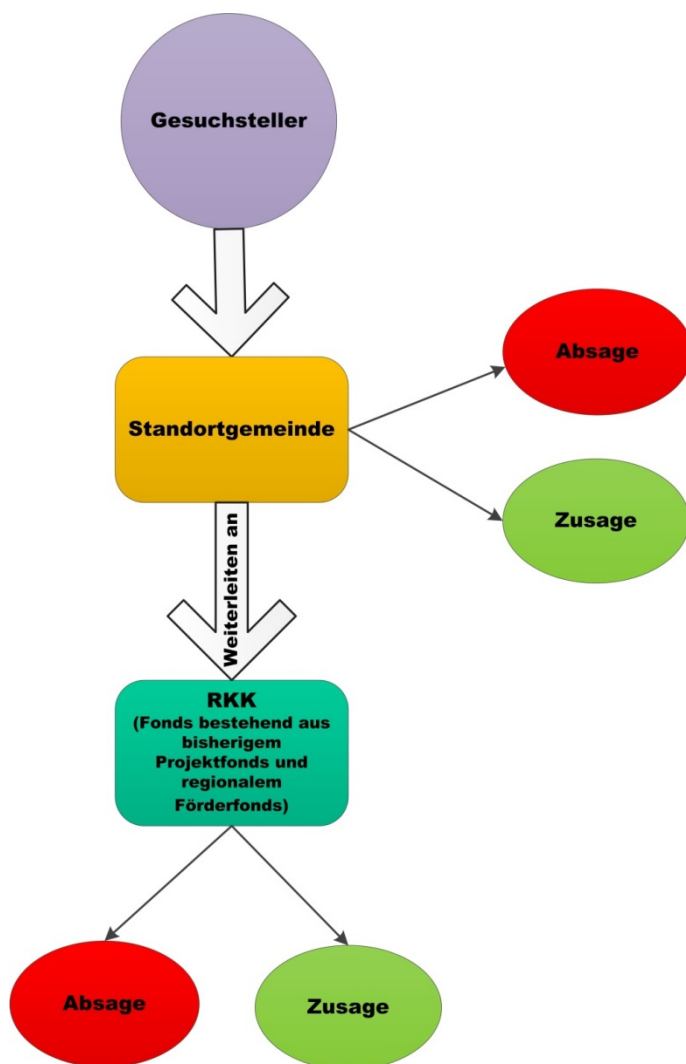 Gesuchsteller
Absage
Standortgemeinde
Zusage
Weiterleiten an
RKK
(Fonds bestehend aus
bisherigem
Projektfonds und
regionalem
Förderfonds)
Absage
Zusage